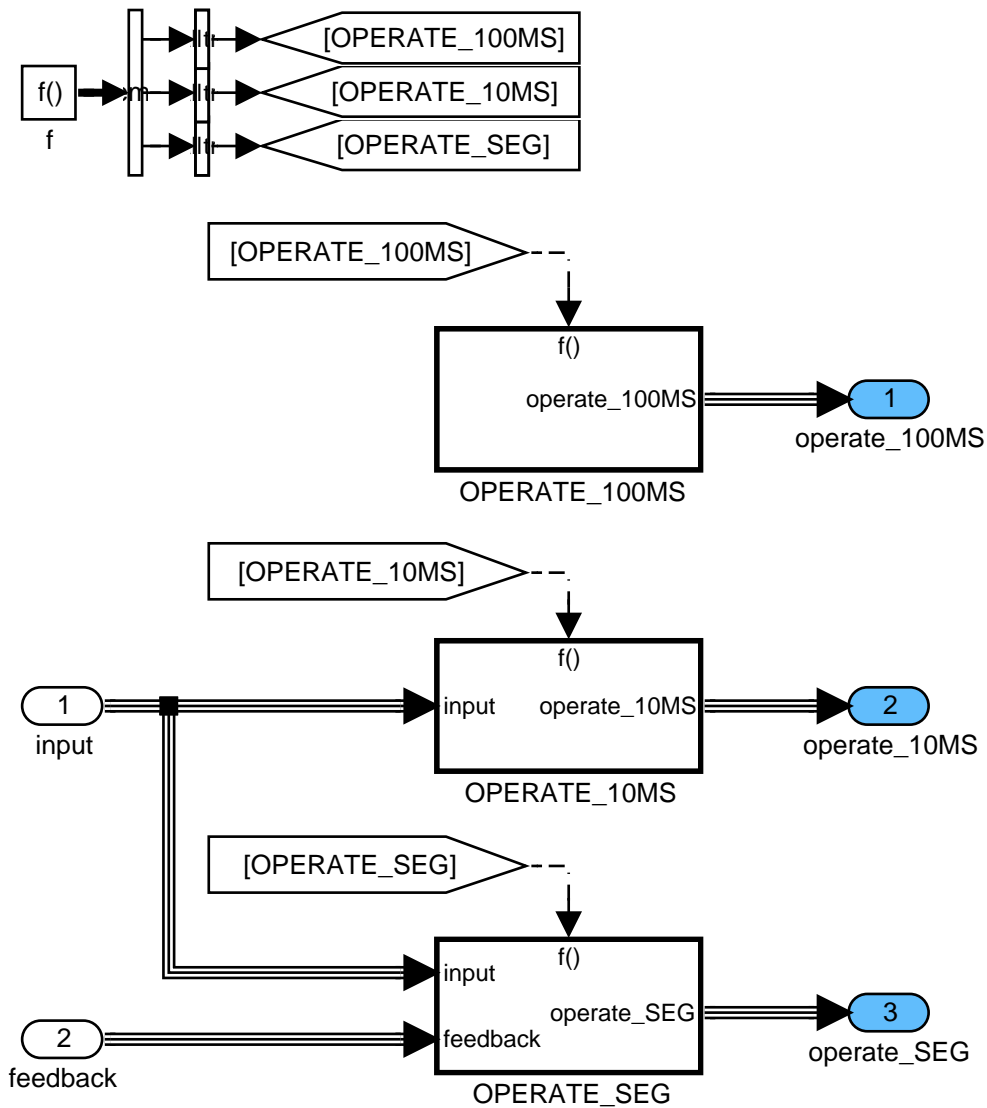 [OPERATE_100MS]
f()
[OPERATE_10MS]
f
[OPERATE_SEG]
[OPERATE_100MS]
f()
operate_100MS
1
operate_100MS
OPERATE_100MS
[OPERATE_10MS]
f()
1
input
operate_10MS
2
input
operate_10MS
OPERATE_10MS
[OPERATE_SEG]
f()
input
operate_SEG
3
2
feedback
operate_SEG
feedback
OPERATE_SEG